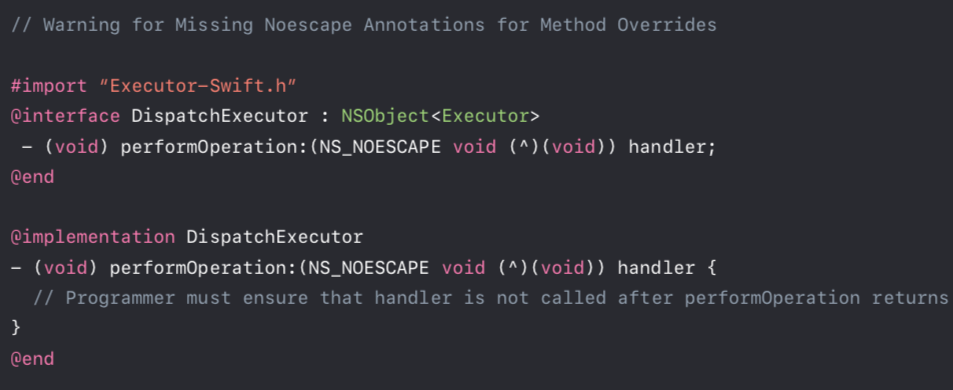 // Warning for Missing Noescape Annotations for Method Overrides
#import “Executor-Swift.h”
@interface DispatchExecutor : NSObject<Executor>
- (void) performOperation:(NS_NOESCAPE void (^)(void)) handler;
@end
@implementation DispatchExecutor
- (void) performOperation:(NS_NOESCAPE void (^)(void)) handler {
// Programmer must ensure that handler is not called after performOperation returns
}
@end